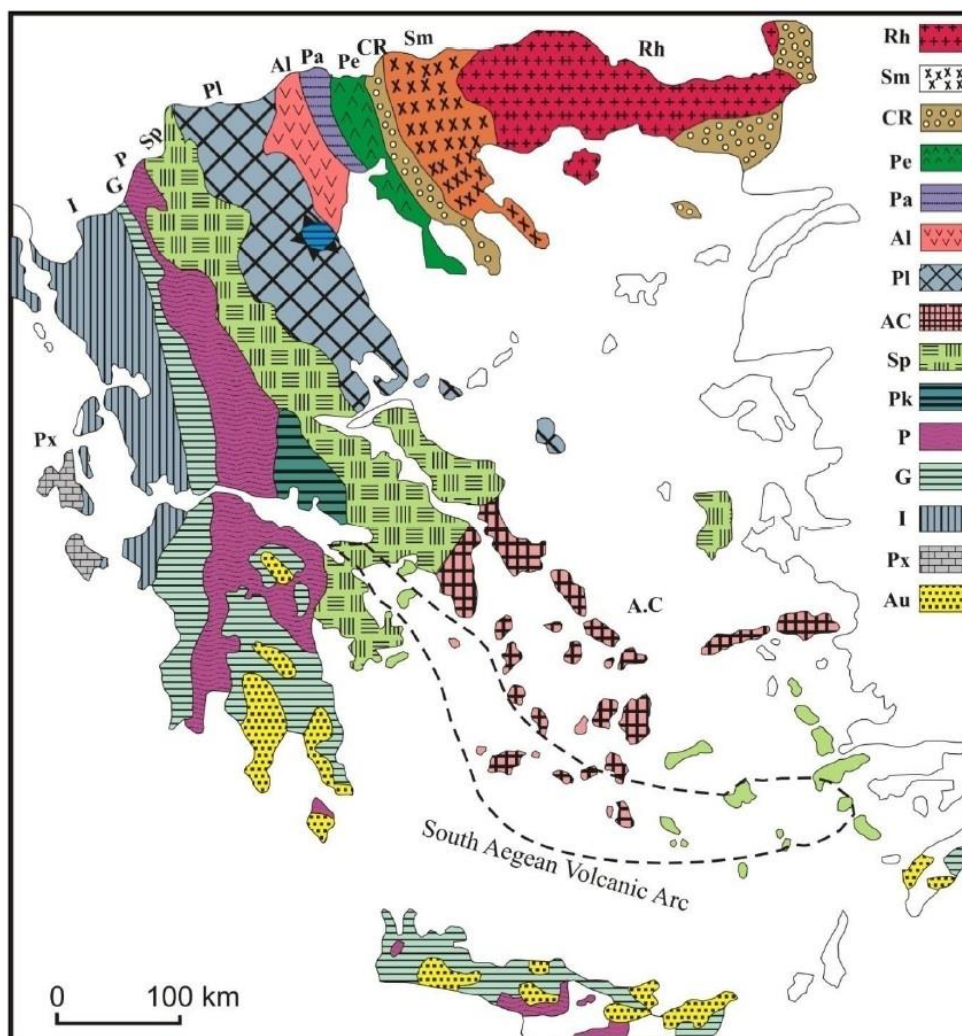 Rh
Sm
CR
Pe
Pa
Al
Pl
AC
Sp
Pk
P
G
I
Px
Au
I
G
P
Sp
Pl
Al
Pa
Pe
CR
Sm
Rh
Px
A.C
South Aegean Volcanic Arc
0 100 km